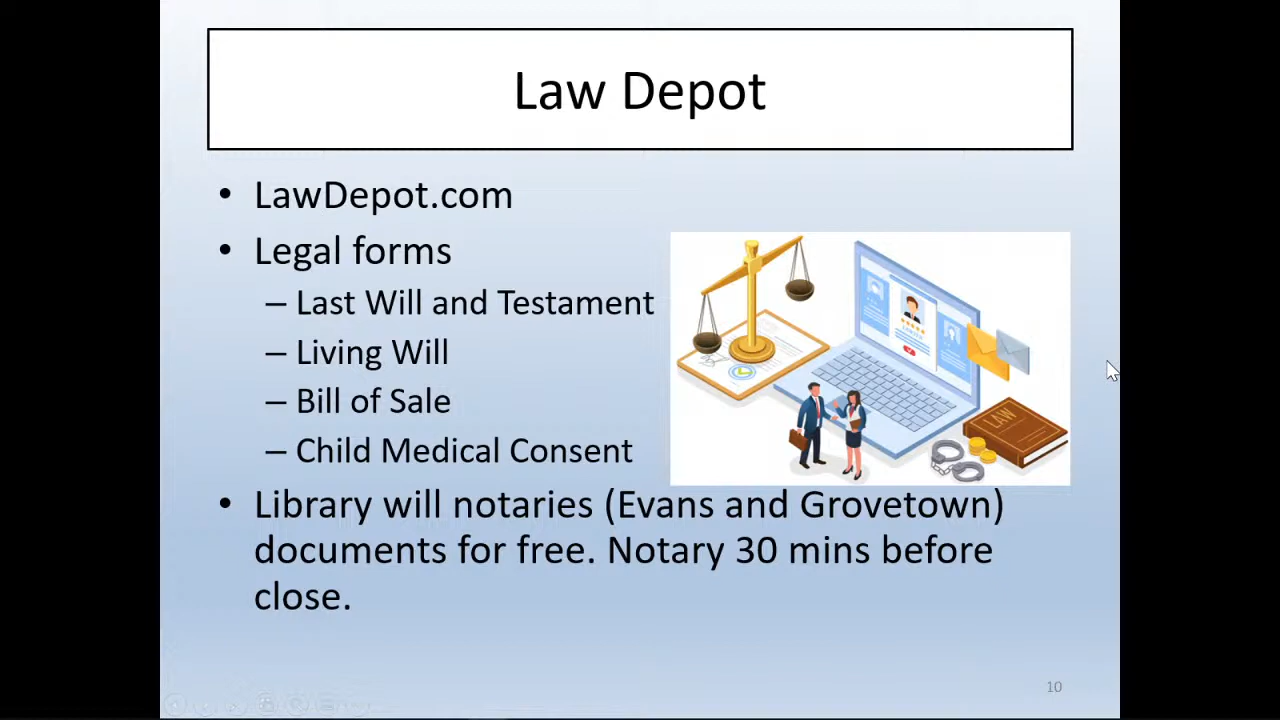 Law Depot
• LawDepot.com
• Legal forms
– Last Will and Testament
– Living Will
– Bill of Sale
– Child Medical Consent
LAW
• Library will notaries (Evans and Grovetown)
documents for free. Notary 30 mins before
close.
10